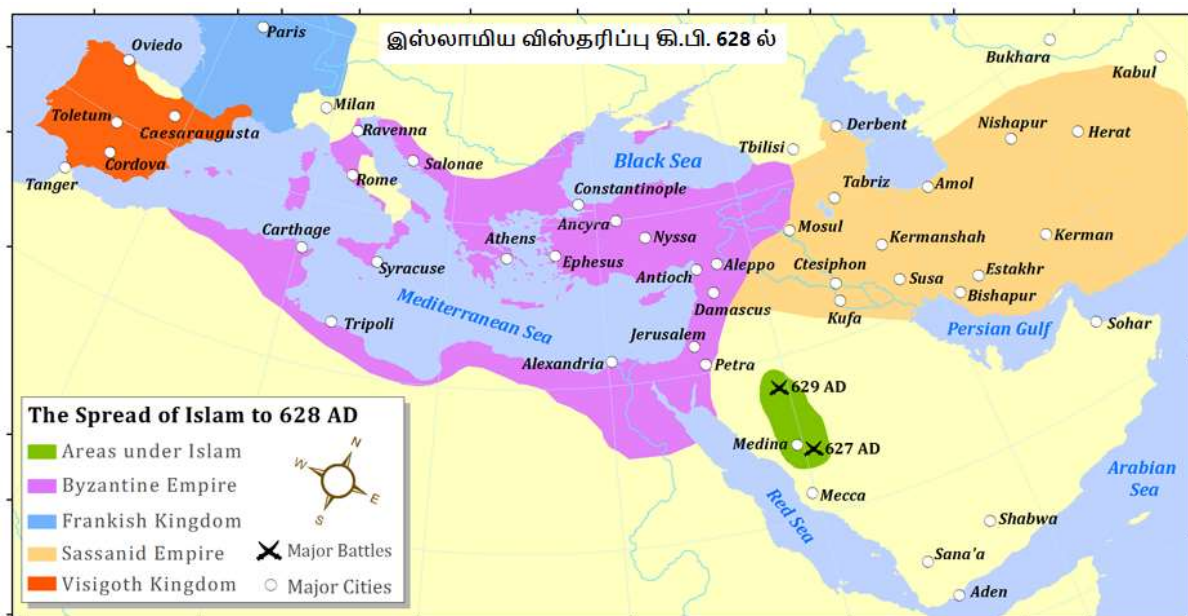 இஸ்லாமிய விஸ்தரிப்பு கி.பி. 628 ல்
Paris
Oviedo
Bukhara
Kabul
Milan
Toletum
Caesaraugusta
Ravenna
Derbent
Nishapur
Herat
Cordova
Salonae
Black Sea
Tbilisi
Tanger
Rome
Constantinople
Tabriz
Amol
Carthage
Ancyra
Athens
Nyssa
Mosul
Kermanshah
Kerman
Syracuse
Ephesus
Antioch
Aleppo
Ctesiphon
Susa
Estakhr
Bishapur
Mediterranean Sea
Damascus
Kufa
Tripoli
Jerusalem
Persian Gulf
Sohar
Alexandria
Petra
629 AD
Medina
627 AD
Mecca
Red Sea
Arabian
Sea
Shabwa
Sana'a
Aden
The Spread of Islam to 628 AD
Areas under Islam
Byzantine Empire
Frankish Kingdom
Sassanid Empire
Visigoth Kingdom
N
W
E
S
Major Battles
Major Cities